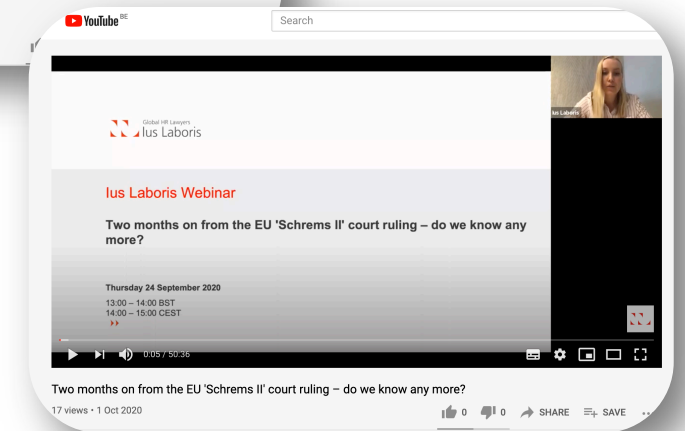 YouTube BE
Search
Ius Laboris
Global HR Lawyers
Ius Laboris
Ius Laboris Webinar
Two months on from the EU 'Schrems II' court ruling – do we know any
more?
Thursday 24 September 2020
13:00 – 14:00 BST
14:00 – 15:00 CEST
0:05 / 50:36
Two months on from the EU 'Schrems II' court ruling – do we know any more?
17 views • 1 Oct 2020
0 0 SHARE SAVE